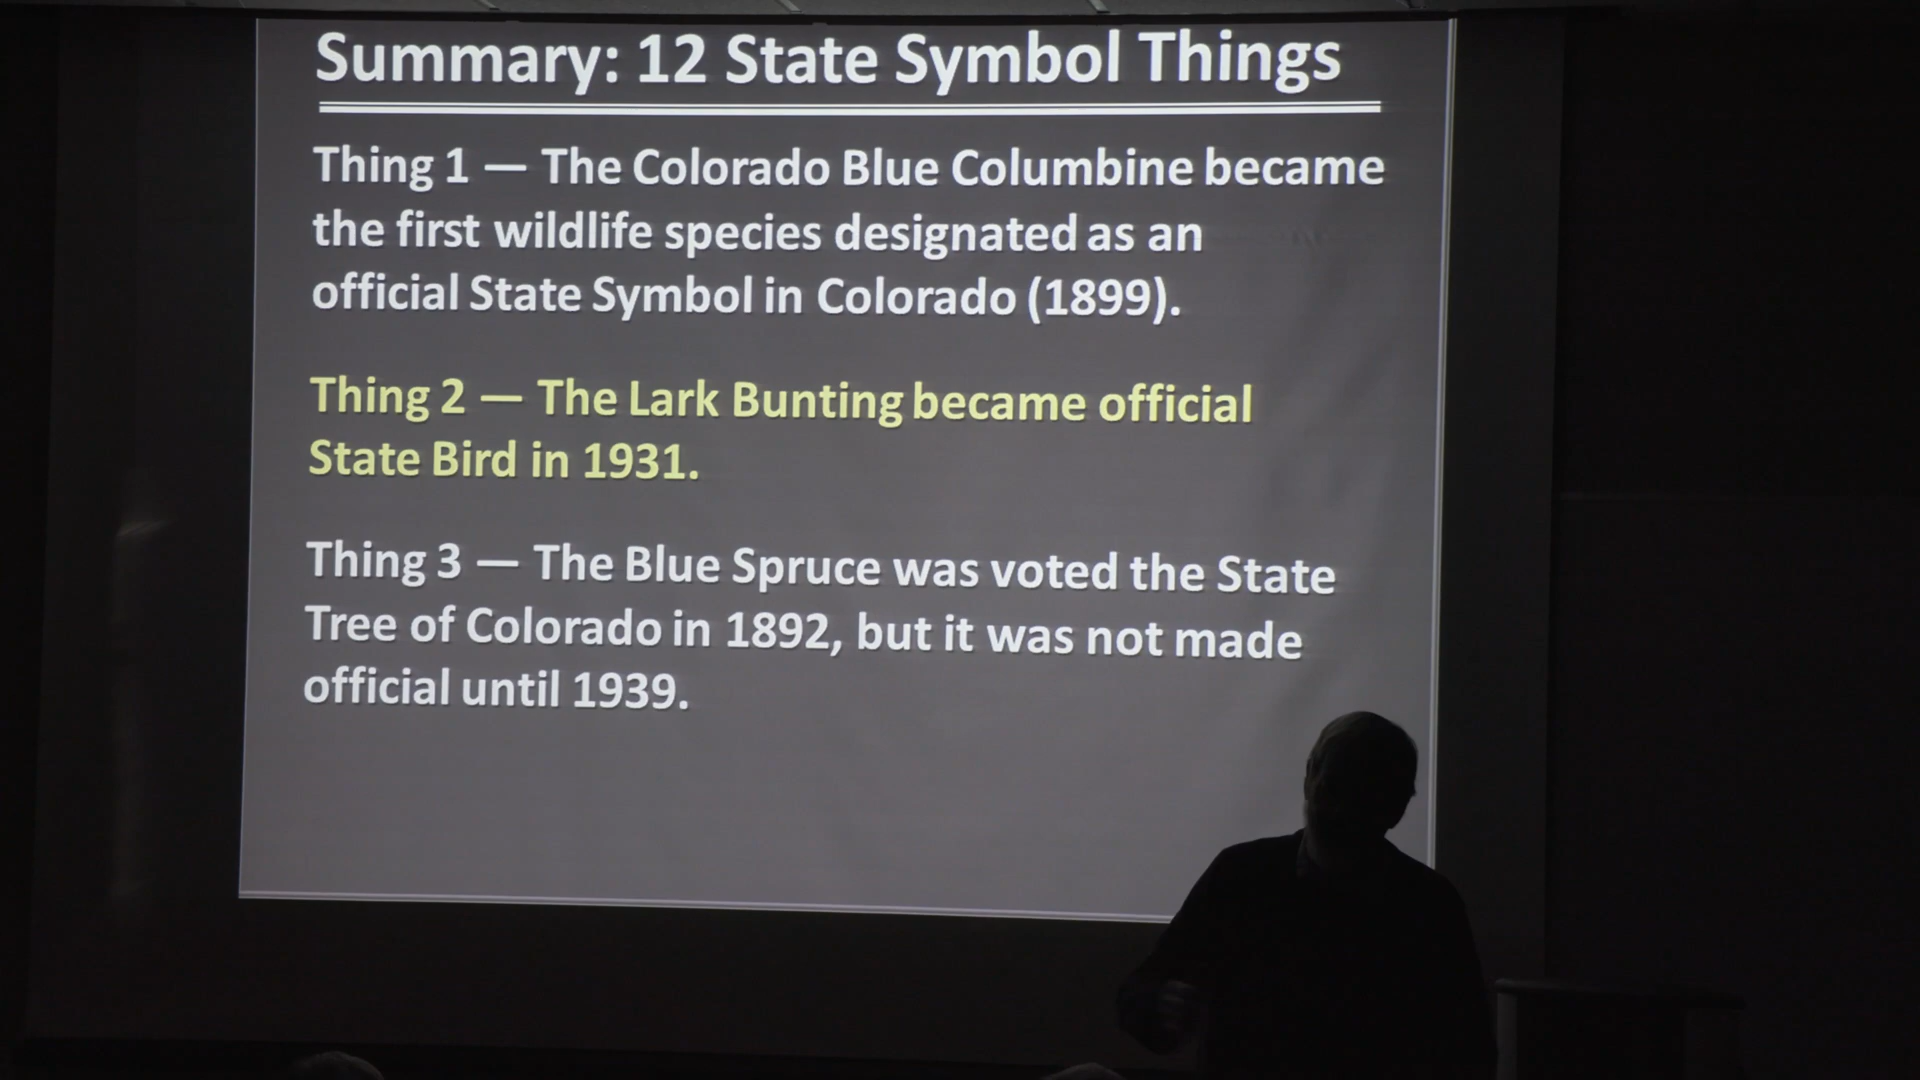 Summary: 12 State Symbol Things
Thing 1 — The Colorado Blue Columbine became
the first wildlife species designated as an
official State Symbol in Colorado (1899).
Thing 2 — The Lark Bunting became official
State Bird in 1931.
Thing 3 — The Blue Spruce was voted the State
Tree of Colorado in 1892, but it was not made
official until 1939.